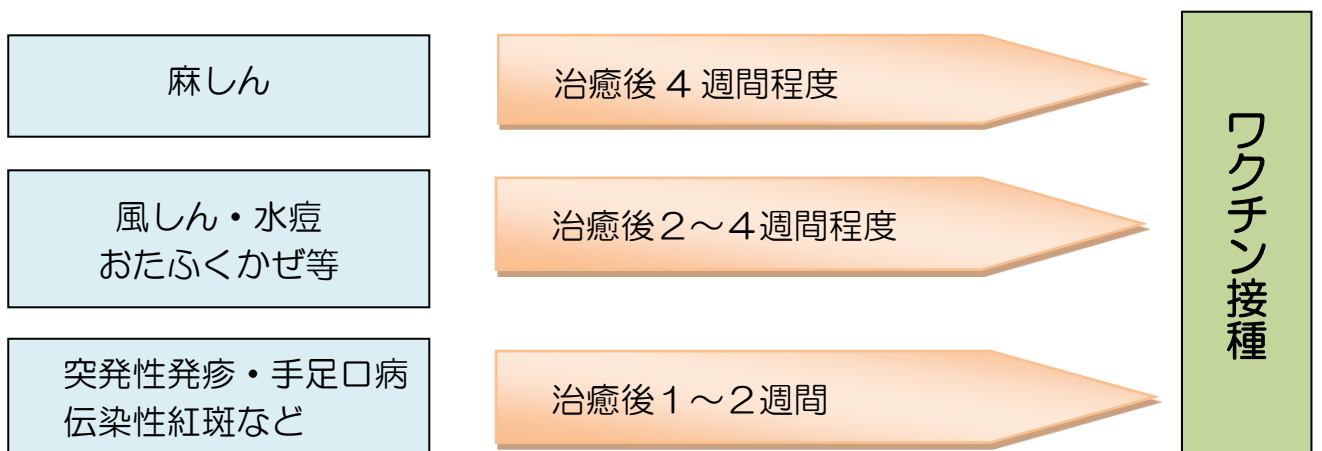 麻しん
治癒後 4 週間程度
風しん・水痘
おたふくかぜ等
治癒後2～4週間程度
突発性発疹・手足口病
伝染性紅斑など
治癒後1～2週間
ワクチン接種